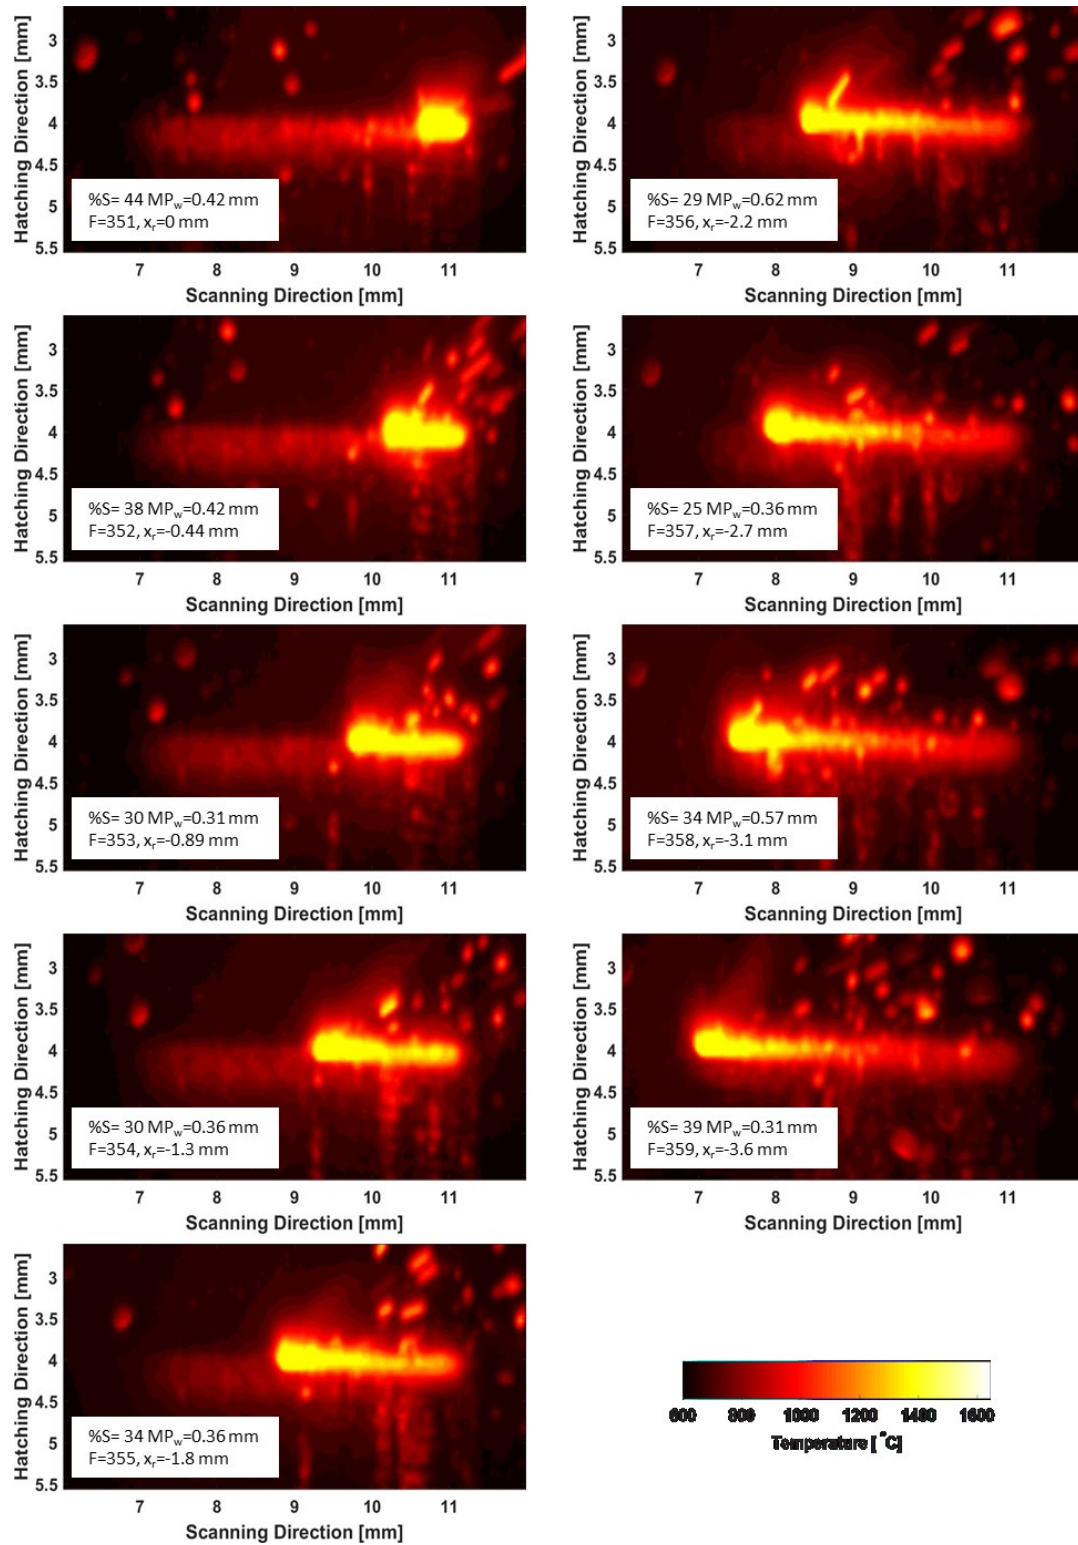 Hatching Direction [mm]
3
3.5
4
4.5
5
5.5
%S= 44 MPw=0.42 mm
F=351, xr=0 mm
7 8 9 10 11
Scanning Direction [mm]
Hatching Direction [mm]
3
3.5
4
4.5
5
5.5
%S= 38 MPw=0.42 mm
F=352, xr=-0.44 mm
7 8 9 10 11
Scanning Direction [mm]
Hatching Direction [mm]
3
3.5
4
4.5
5
5.5
%S= 30 MPw=0.31 mm
F=353, xr=-0.89 mm
7 8 9 10 11
Scanning Direction [mm]
Hatching Direction [mm]
3
3.5
4
4.5
5
5.5
%S= 30 MPw=0.36 mm
F=354, xr=-1.3 mm
7 8 9 10 11
Scanning Direction [mm]
Hatching Direction [mm]
3
3.5
4
4.5
5
5.5
%S= 34 MPw=0.36 mm
F=355, xr=-1.8 mm
7 8 9 10 11
Scanning Direction [mm]
Hatching Direction [mm]
3
3.5
4
4.5
5
5.5
%S= 29 MPw=0.62 mm
F=356, xr=-2.2 mm
7 8 9 10 11
Scanning Direction [mm]
Hatching Direction [mm]
3
3.5
4
4.5
5
5.5
%S= 25 MPw=0.36 mm
F=357, xr=-2.7 mm
7 8 9 10 11
Scanning Direction [mm]
Hatching Direction [mm]
3
3.5
4
4.5
5
5.5
%S= 34 MPw=0.57 mm
F=358, xr=-3.1 mm
7 8 9 10 11
Scanning Direction [mm]
Hatching Direction [mm]
3
3.5
4
4.5
5
5.5
%S= 39 MPw=0.31 mm
F=359, xr=-3.6 mm
7 8 9 10 11
Scanning Direction [mm]
600 800 1000 1200 1400 1600
Temperature [°C]